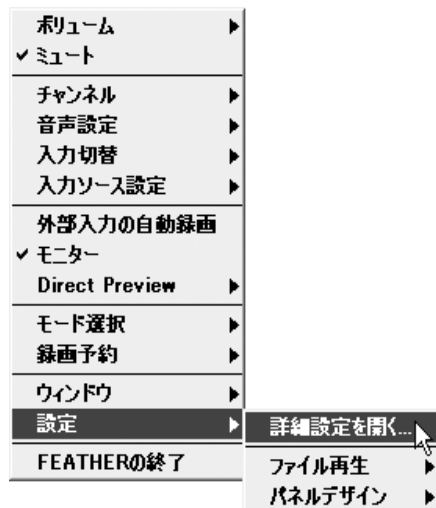 ボリューム
ミュート
チャンネル
音声設定
入力切替
入力ソース設定
外部入力の自動録画
モニター
Direct Preview
モード選択
録画予約
ウィンドウ
設定
詳細設定を開く...
FEATHERの終了
ファイル再生
パネルデザイン